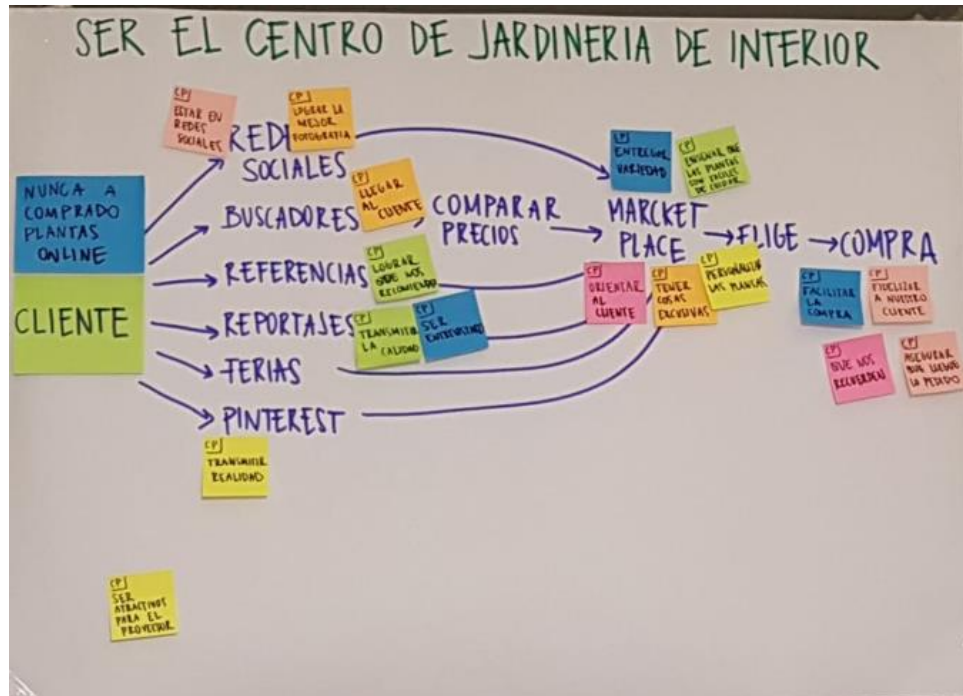 SER EL CENTRO DE JARDINERIA DE INTERIOR
CP
ESTAR EN
REDES
SOCIALES
CP
LOGRAR LA
MEJOR
FOTOGRAFIA
REDES
SOCIALES
CP
ENTREGAR
VARIEDAD
CP
ENSEÑAR QUE
LAS PLANTAS
SON FACILES
DE CUIDAR
NUNCA A
COMPRADO
PLANTAS
ONLINE
CLIENTE
BUSCADORES
CP
LLEGAR
AL
CLIENTE
COMPARAR
PRECIOS
MARCKET
PLACE
ELIGE
COMPRA
REFERENCIAS
CP
LOGRAR
QUE NOS
RECOMIENDEN
CP
ORIENTAR
AL
CLIENTE
CP
TENER
COSAS
EXCLUSIVAS
CP
PERSONALIZAR
LAS PLANTAS
CP
FACILITAR
LA
COMPRA
CP
FIDELIZAR
A NUESTRO
CLIENTE
REPORTAJES
CP
TRANSMITIR
LA CALIDAD
CP
SER
ENTREVISTADO
CP
QUE NOS
RECUERDEN
CP
ASEGURAR
QUE LLEGUE
LO PEDIDO
FERIAS
PINTEREST
CP
TRANSMITIR
REALIDAD
CP
SER
ATRACTIVOS
PARA EL
PROVEEDOR